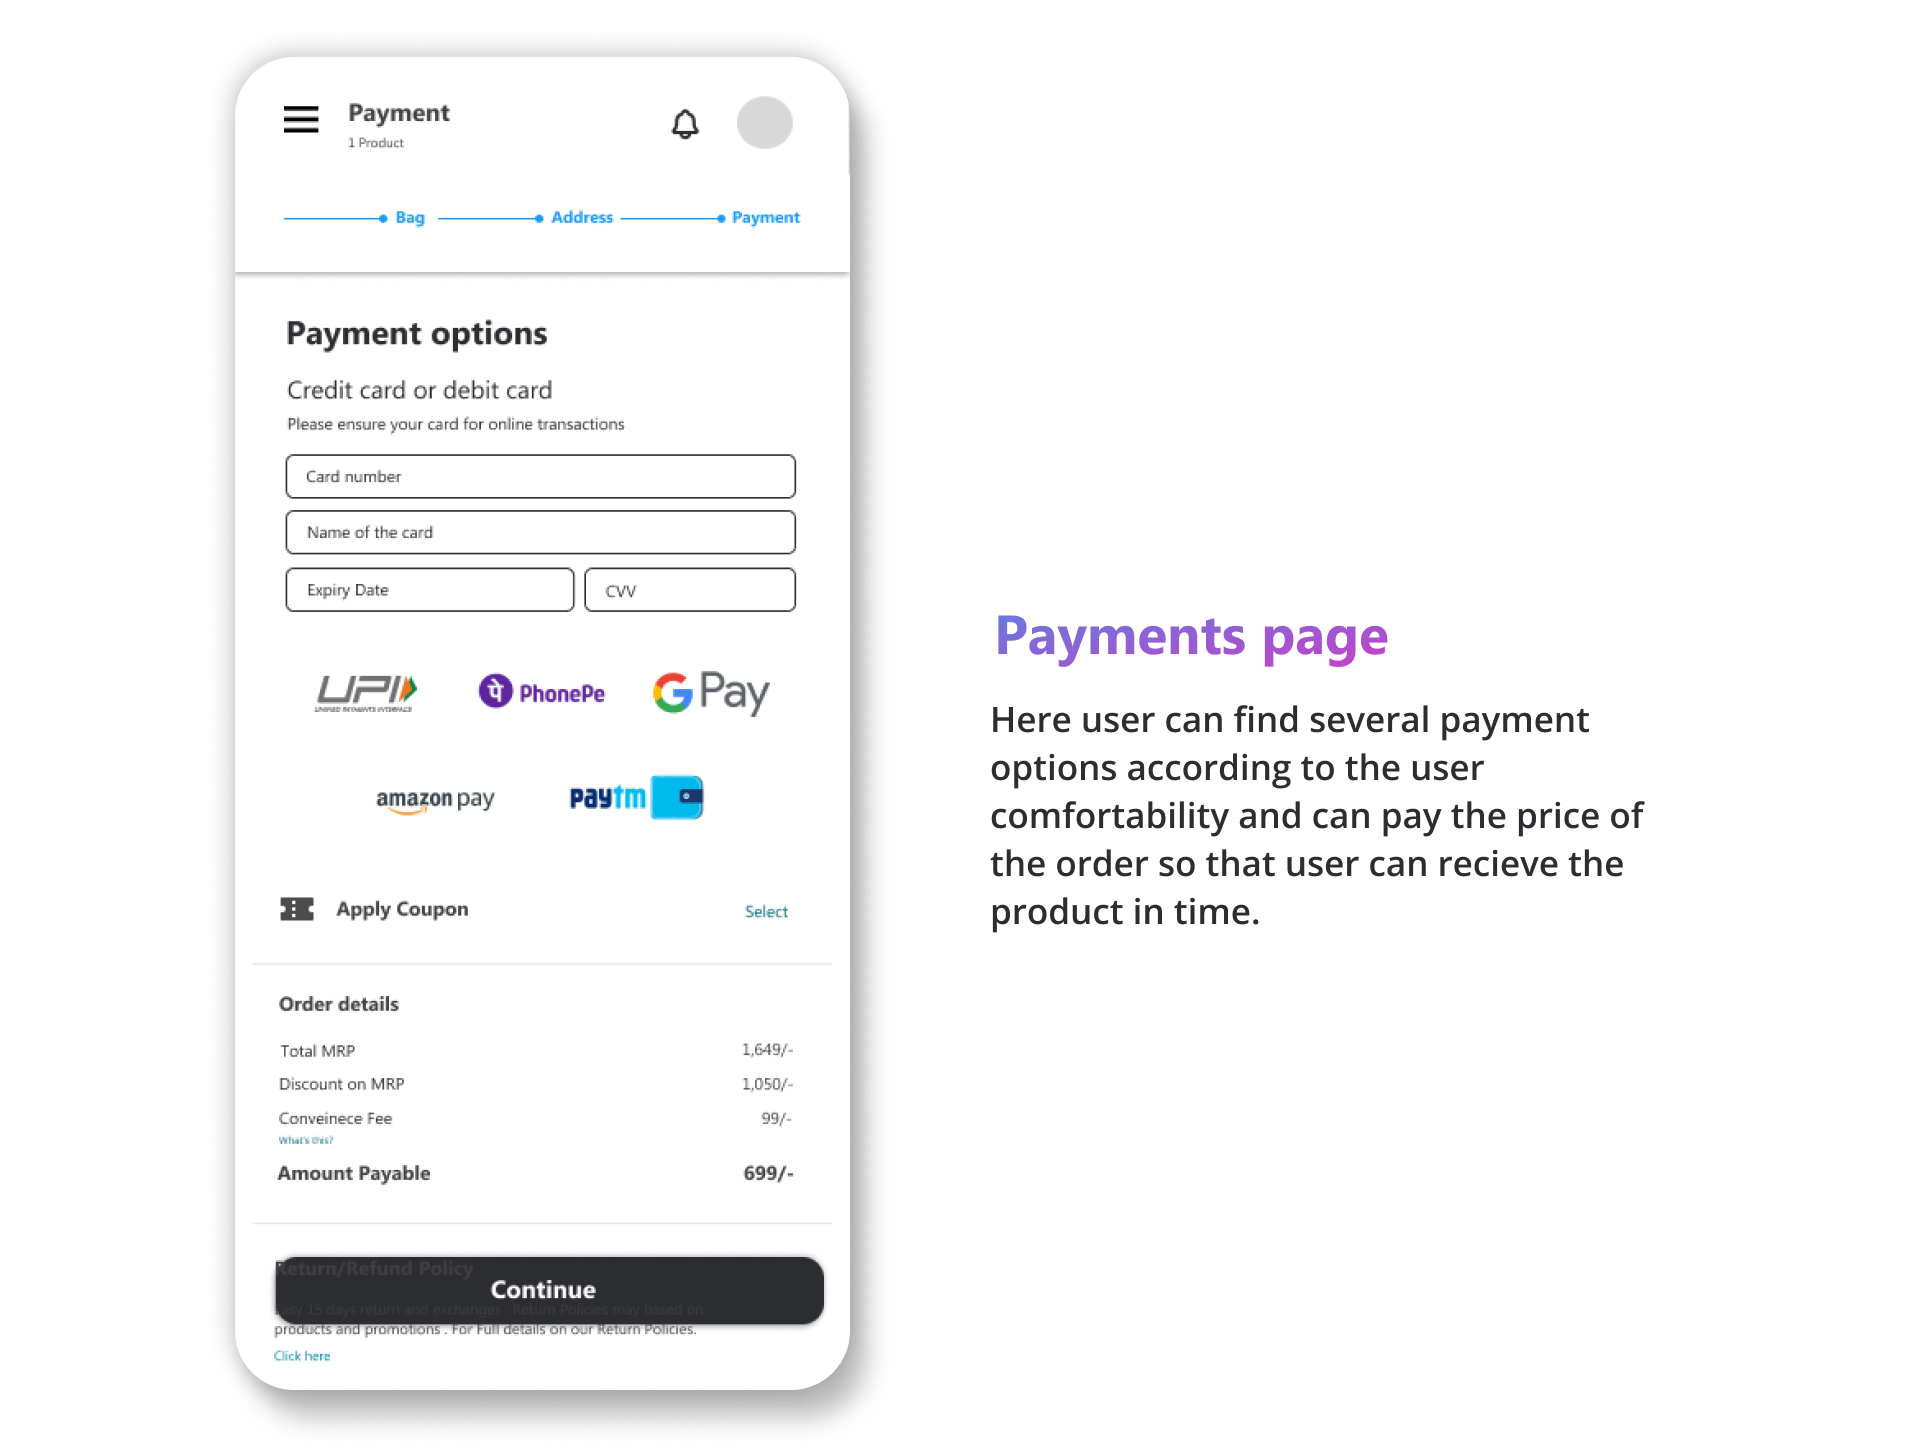 Payment
1 Product
Bag
Address
Payment
Payment options
Credit card or debit card
Please ensure your card for online transactions
Card number
Name of the card
Expiry Date
CVV
UPI
UNIFIED PAYMENTS INTERFACE
पे PhonePe
G Pay
amazon pay
paytm
Apply Coupon
Select
Order details
Total MRP 1,649/-
Discount on MRP 1,050/-
Conveinece Fee 99/-
What's this?
Amount Payable 699/-
Return/Refund Policy
Continue
Easy 15 days return and exchanges . Return Policies may based on
products and promotions . For Full details on our Return Policies.
Click here
Payments page
Here user can find several payment
options according to the user
comfortability and can pay the price of
the order so that user can recieve the
product in time.